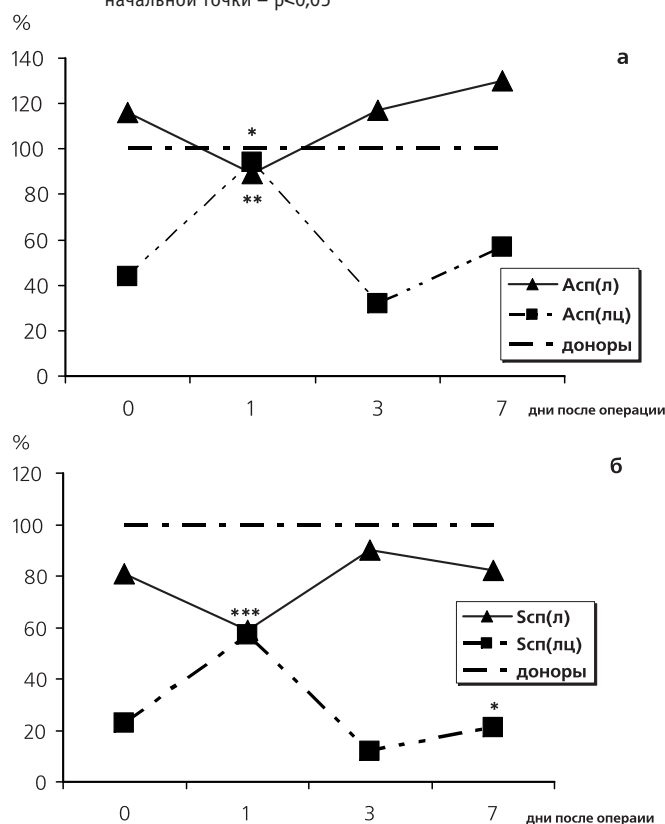 начальной точки – p<0,05
%
а
140
120
100
80
60
40
20
0
*
**
Асп(л)
Асп(лц)
доноры
0 1 3 7 дни после операции
%
б
120
100
80
60
40
20
0
***
*
Sсп(л)
Sсп(лц)
доноры
0 1 3 7 дни после операии